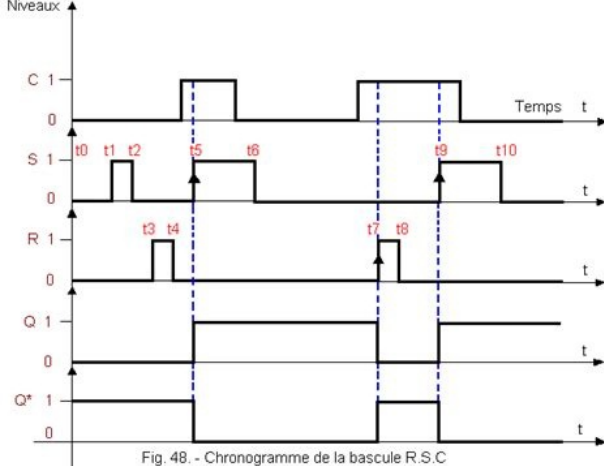 Niveaux
C 1
0
Temps t
t0 t1 t2 t5 t6 t9 t10
S 1
0
t
t3 t4 t7 t8
R 1
0
t
Q 1
0
t
Q* 1
0
t
Fig. 48. - Chronogramme de la bascule R.S.C